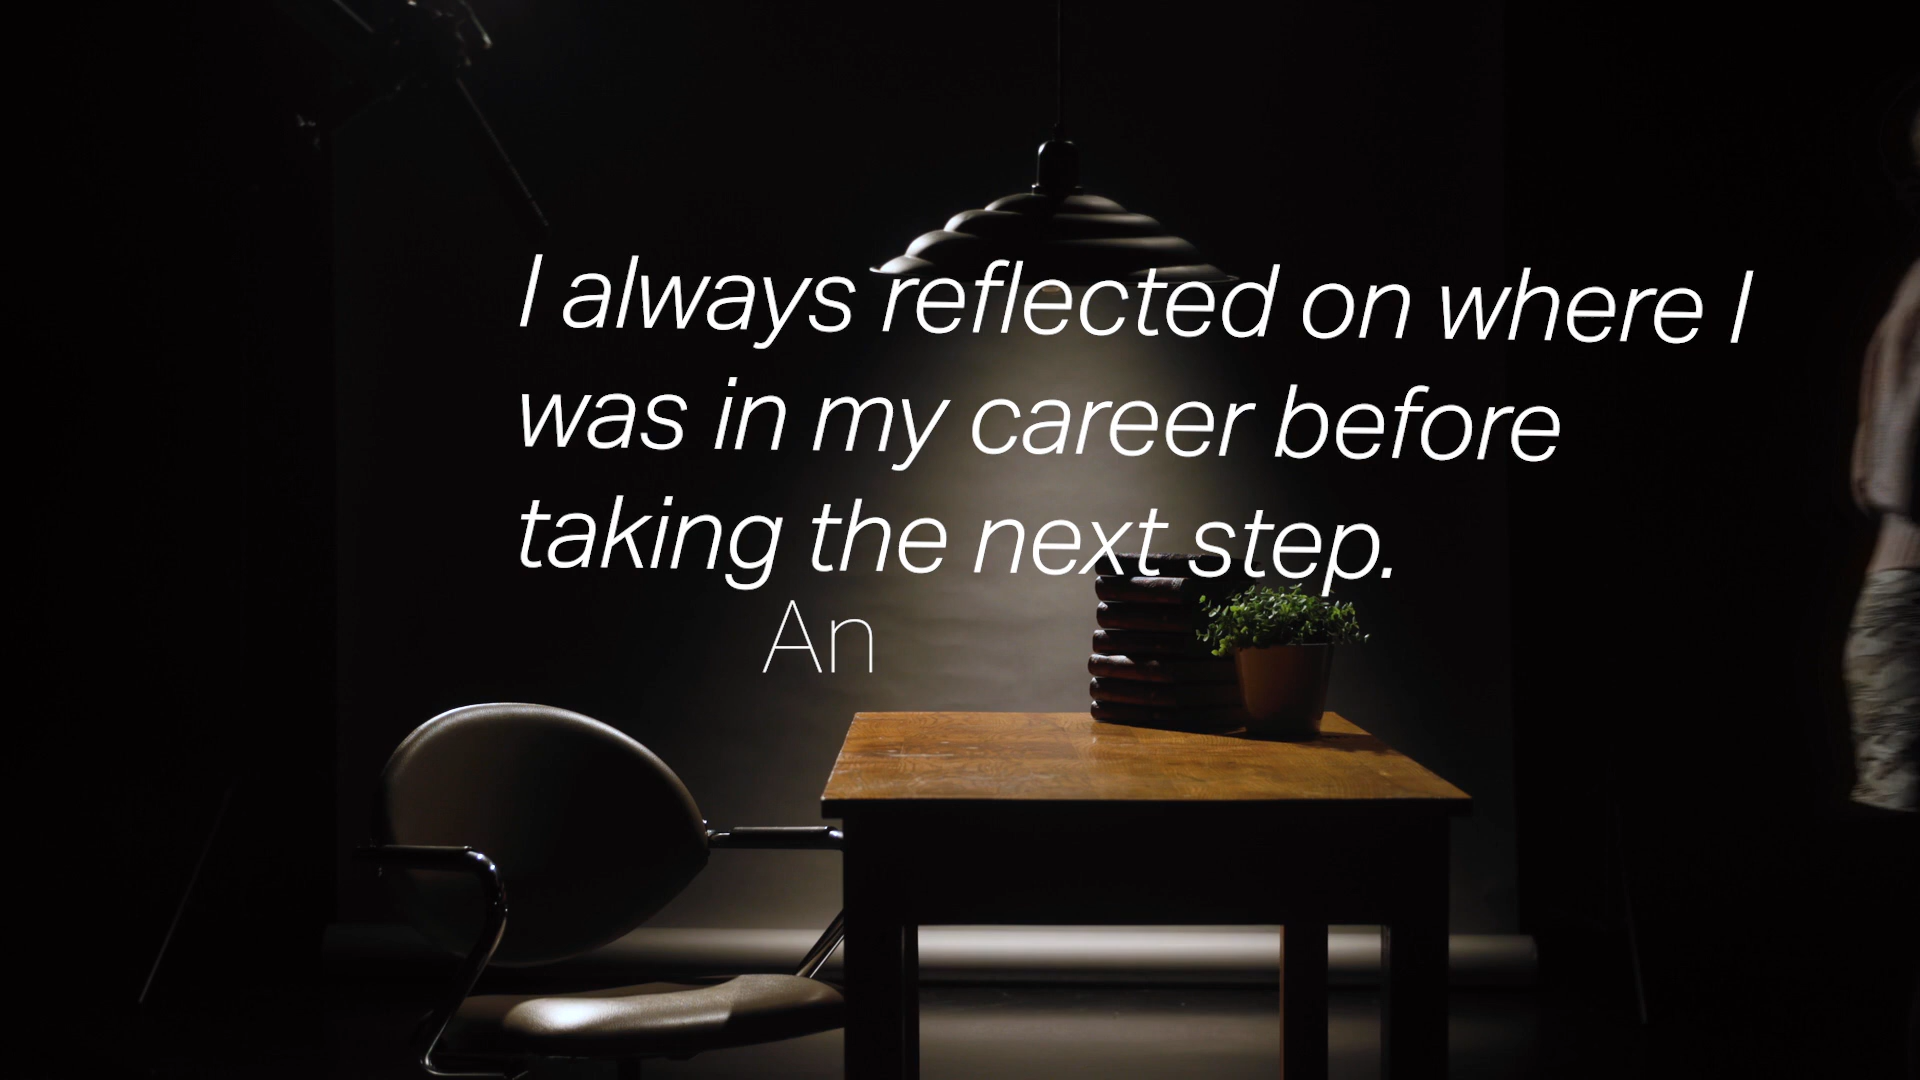 I always reflected on where I
was in my career before
taking the next step.
An